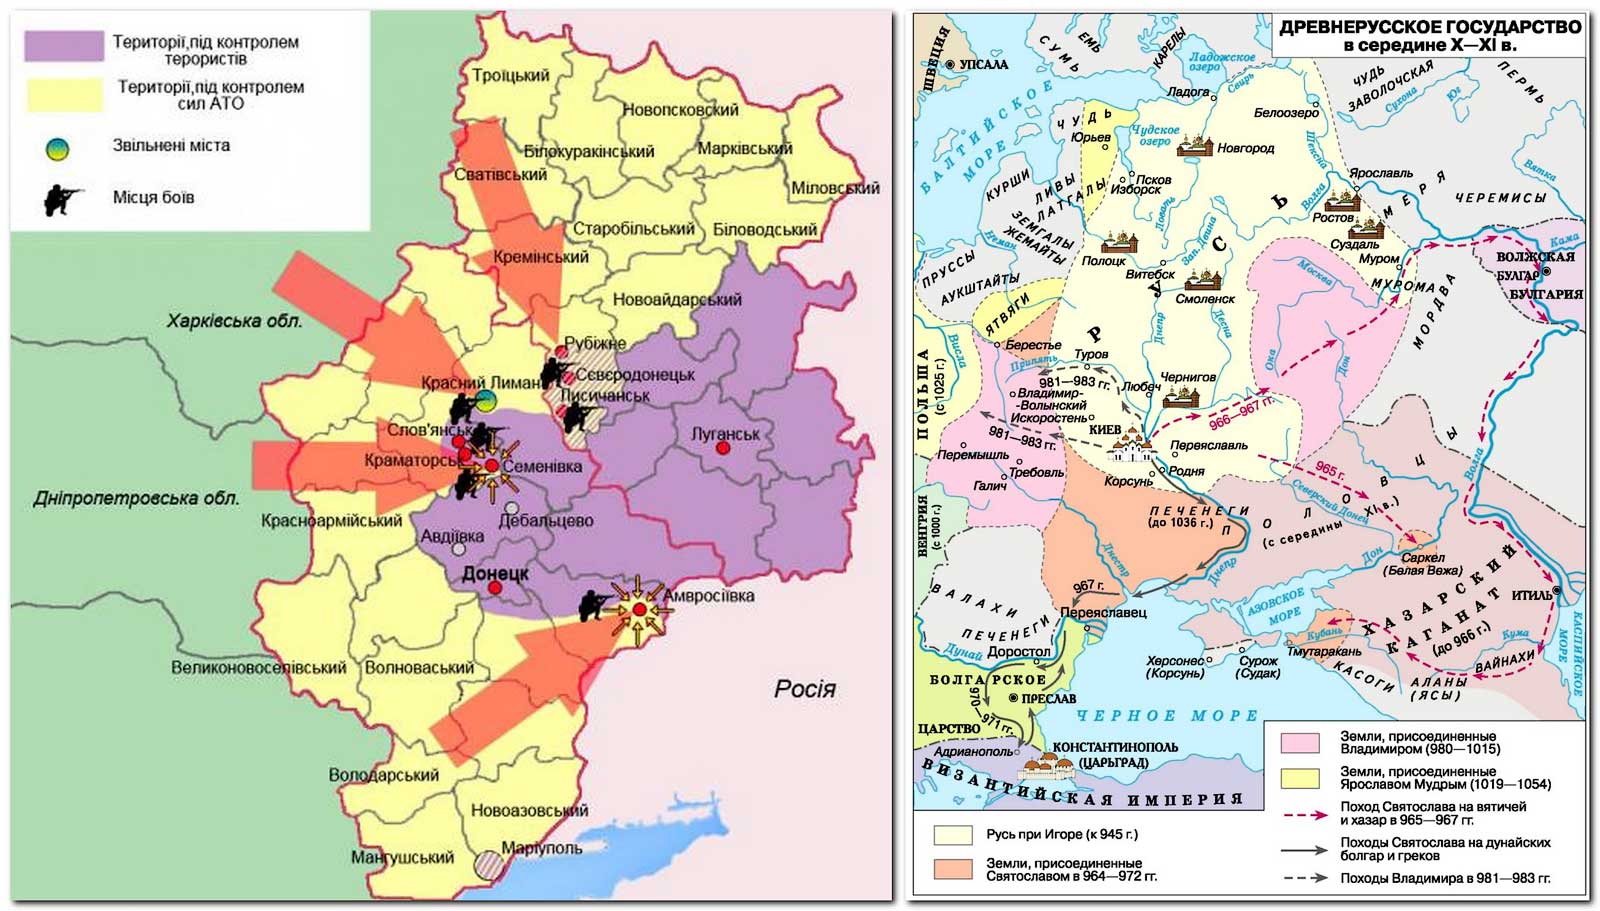 Території,під контролем
терористів
Території,під контролем
сил АТО
Звільнені міста
Місця боїв
Троїцький
Новопсковський
Білокуракінський
Марківський
Сватівський
Міловський
Старобільський
Біловодський
Кремінський
Новоайдарський
Харківська обл.
Рубіжне
Сєвєродонецьк
Красний Лиман
Лисичанськ
Слов'янськ
Луганськ
Краматорськ
Семенівка
Дніпропетровська обл.
Красноармійський
Дебальцево
Авдіївка
Донецк
Амвросіївка
Великоновоселівський
Волноваський
Росія
Володарський
Новоазовський
Маріуполь
Мангушський
ДРЕВНЕРУССКОЕ ГОСУДАРСТВО
в середине X—XI в.
ШВЕЦИЯ
УПСАЛА
СУМЬ
ЕМЬ
КАРЕЛЫ
Ладожское
озеро
Свирь
Ладога
Белоозеро
ЧУДЬ
ЗАВОЛОЧСКАЯ
Сухона
Юг
ПЕРМЬ
БАЛТИЙСКОЕ
МОРЕ
ЧУДЬ
Юрьев
Чудское
озеро
Новгород
Шексна
Вятка
КУРШИ
ЛИВЫ
ЛАТГАЛЫ
ЗЕМГАЛЫ
ЖЕМАЙТЫ
Псков
Изборск
Ловать
Волга
Ярославль
МЕРЯ
ЧЕРЕМИСЫ
Ростов
Суздаль
Неман
Полоцк
Витебск
Зап. Двина
РУСЬ
Смоленск
Москва
Муром
МУРОМА
Кама
ВОЛЖСКАЯ
БУЛГАР
БУЛГАРИЯ
ПРУССЫ
АУКШТАЙТЫ
ЯТВЯГИ
МОРДВА
Висла
Берестье
Припять
Туров
Днепр
Десна
Ока
Дон
ПОЛЬША
(с 1025 г.)
981—983 гг.
Любеч
Чернигов
Владимир-
-Волынский
Искоростень
966—967 гг.
КИЕВ
981—983 гг.
Переяславль
Перемышль
Требовль
Галич
Родня
Корсунь
965 г.
Северский Донец
Волга
ВЕНГРИЯ
(с 1000 г.)
ПЕЧЕНЕГИ
(до 1036 г.)
ПОЛОВЦЫ
(с середины XI в.)
Днестр
Днепр
Дон
Саркел
(Белая Вежа)
967 г.
ВАЛАХИ
ПЕЧЕНЕГИ
Переяславец
АЗОВСКОЕ
МОРЕ
ХАЗАРСКИЙ
КАГАНАТ
(до 966 г.)
ИТИЛЬ
КАСПИЙСКОЕ
МОРЕ
Дунай
Доростол
Кубань
Тмутаракань
Кума
ВАЙНАХИ
Херсонес
(Корсунь)
Сурож
(Судак)
КАСОГИ
АЛАНЫ
(ЯСЫ)
БОЛГАРСКОЕ
ЦАРСТВО
ПРЕСЛАВ
970—971 гг.
ЧЕРНОЕ МОРЕ
Адрианополь
КОНСТАНТИНОПОЛЬ
(ЦАРЬГРАД)
ВИЗАНТИЙСКАЯ ИМПЕРИЯ
Русь при Игоре (к 945 г.)
Земли, присоединенные
Святославом в 964—972 гг.
Земли, присоединенные
Владимиром (980—1015)
Земли, присоединенные
Ярославом Мудрым (1019—1054)
Поход Святослава на вятичей
и хазар в 965—967 гг.
Походы Святослава на дунайских
болгар и греков
Походы Владимира в 981—983 гг.